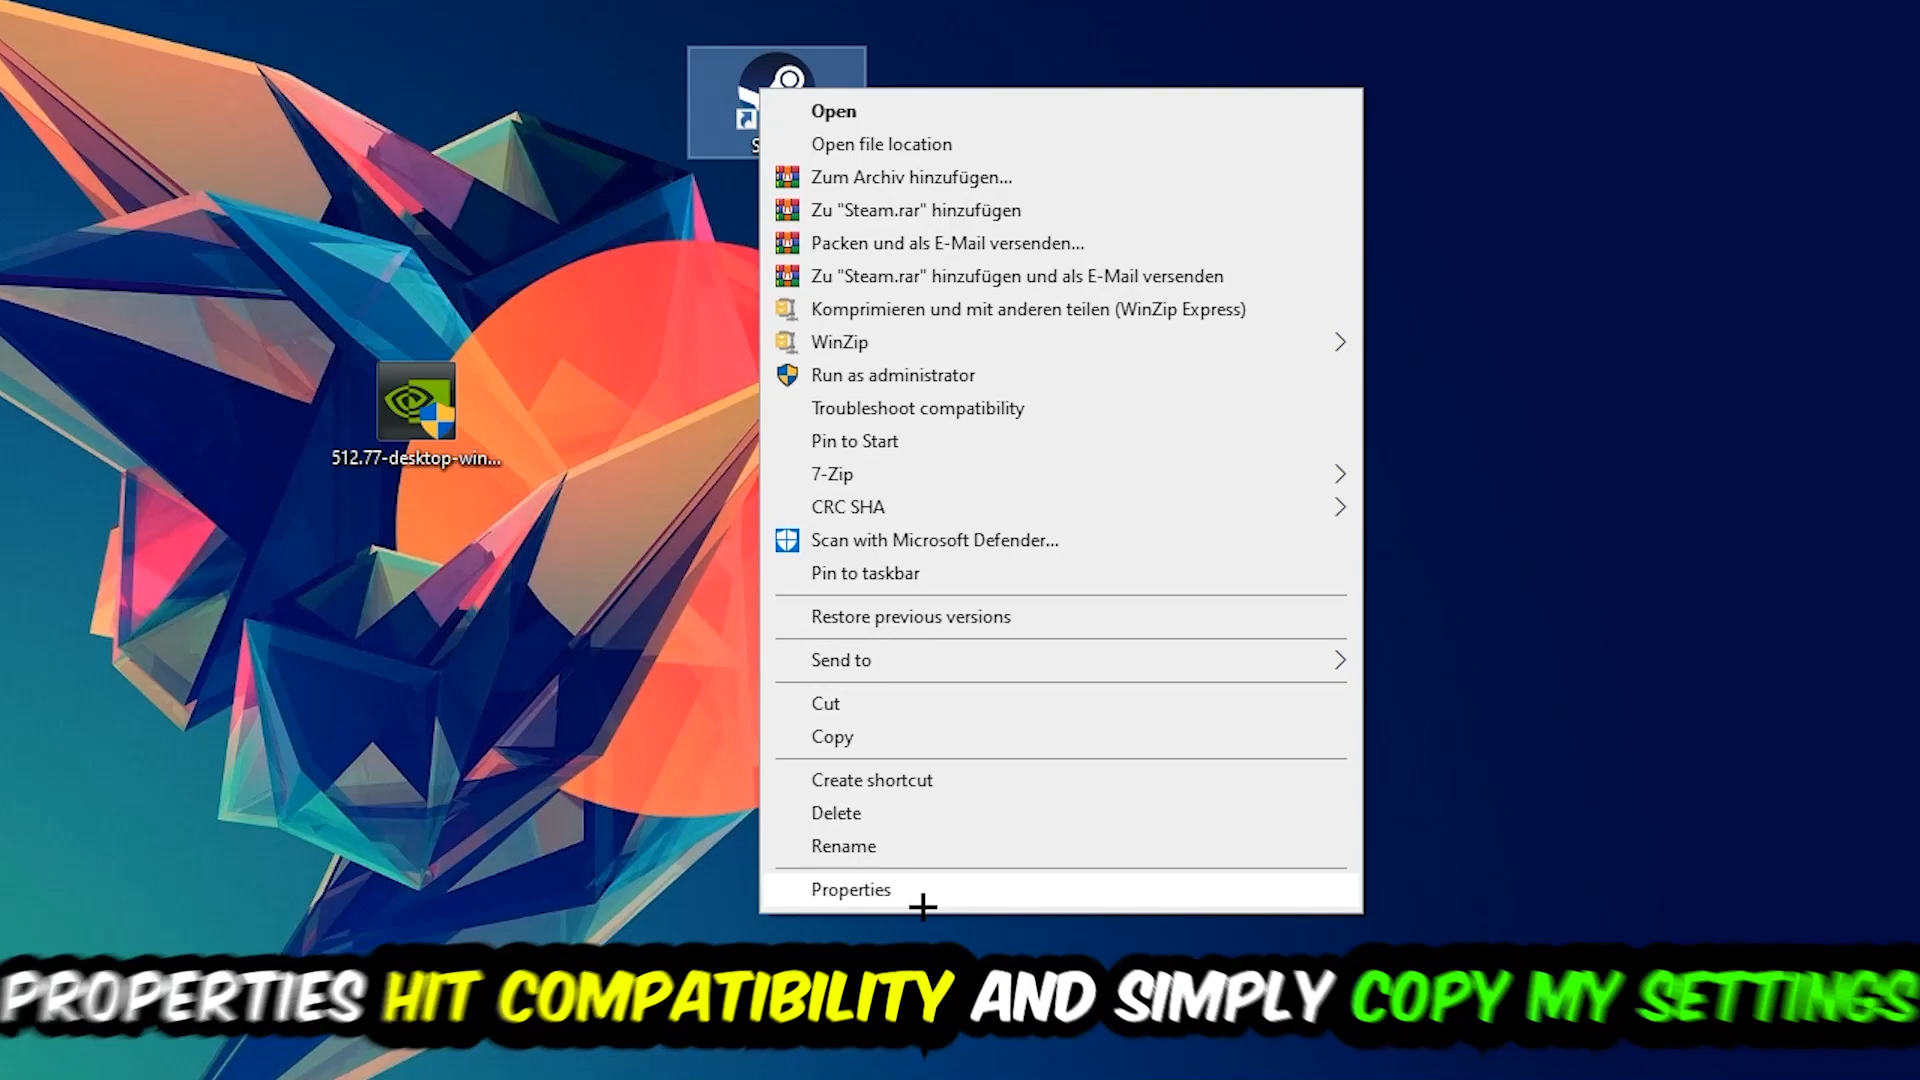 Open
Open file location
Zum Archiv hinzufügen...
Zu "Steam.rar" hinzufügen
Packen und als E-Mail versenden...
Zu "Steam.rar" hinzufügen und als E-Mail versenden
Komprimieren und mit anderen teilen (WinZip Express)
WinZip
Run as administrator
Troubleshoot compatibility
Pin to Start
7-Zip
CRC SHA
Scan with Microsoft Defender...
Pin to taskbar
Restore previous versions
Send to
Cut
Copy
Create shortcut
Delete
Rename
Properties
512.77-desktop-win...
PROPERTIES HIT COMPATIBILITY AND SIMPLY COPY MY SETTINGS